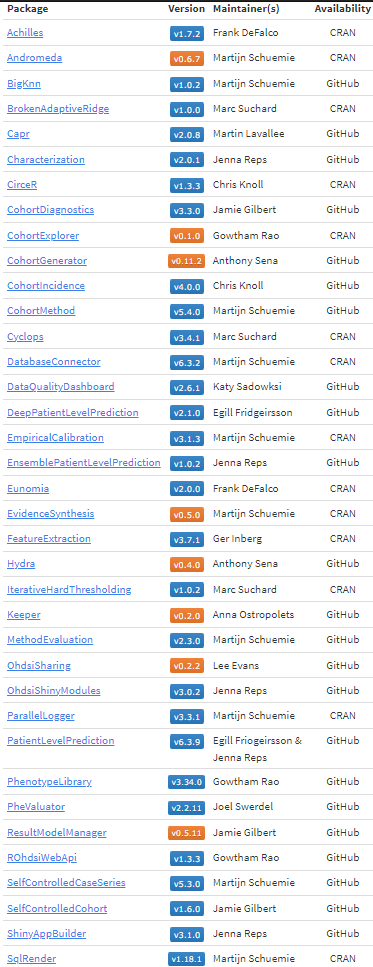 Package Version Maintainer(s) Availability
Achilles v1.7.2 Frank DeFalco CRAN
Andromeda v0.6.7 Martijn Schuemie CRAN
BigKnn v1.0.2 Martijn Schuemie GitHub
BrokenAdaptiveRidge v1.0.0 Marc Suchard CRAN
Capr v2.0.8 Martin Lavallee GitHub
Characterization v2.0.1 Jenna Reps GitHub
CirceR v1.3.3 Chris Knoll CRAN
CohortDiagnostics v3.3.0 Jamie Gilbert GitHub
CohortExplorer v0.1.0 Gowtham Rao CRAN
CohortGenerator v0.11.2 Anthony Sena GitHub
CohortIncidence v4.0.0 Chris Knoll GitHub
CohortMethod v5.4.0 Martijn Schuemie GitHub
Cyclops v3.4.1 Marc Suchard CRAN
DatabaseConnector v6.3.2 Martijn Schuemie CRAN
DataQualityDashboard v2.6.1 Katy Sadowksi GitHub
DeepPatientLevelPrediction v2.1.0 Egill Fridgeirsson GitHub
EmpiricalCalibration v3.1.3 Martijn Schuemie CRAN
EnsemblePatientLevelPrediction v1.0.2 Jenna Reps GitHub
Eunomia v2.0.0 Frank DeFalco CRAN
EvidenceSynthesis v0.5.0 Martijn Schuemie CRAN
FeatureExtraction v3.7.1 Ger Inberg CRAN
Hydra v0.4.0 Anthony Sena GitHub
IterativeHardThresholding v1.0.2 Marc Suchard CRAN
Keeper v0.2.0 Anna Ostropolets GitHub
MethodEvaluation v2.3.0 Martijn Schuemie GitHub
OhdsiSharing v0.2.2 Lee Evans GitHub
OhdsiShinyModules v3.0.2 Jenna Reps GitHub
ParallelLogger v3.3.1 Martijn Schuemie CRAN
PatientLevelPrediction v6.3.9 Egill Friogeirsson & GitHub
Jenna Reps
PhenotypeLibrary v3.34.0 Gowtham Rao GitHub
PheValuator v2.2.11 Joel Swerdel GitHub
ResultModelManager v0.5.11 Jamie Gilbert GitHub
ROhdsiWebApi v1.3.3 Gowtham Rao GitHub
SelfControlledCaseSeries v5.3.0 Martijn Schuemie GitHub
SelfControlledCohort v1.6.0 Jamie Gilbert GitHub
ShinyAppBuilder v3.1.0 Jenna Reps GitHub
SqlRender v1.18.1 Martijn Schuemie CRAN